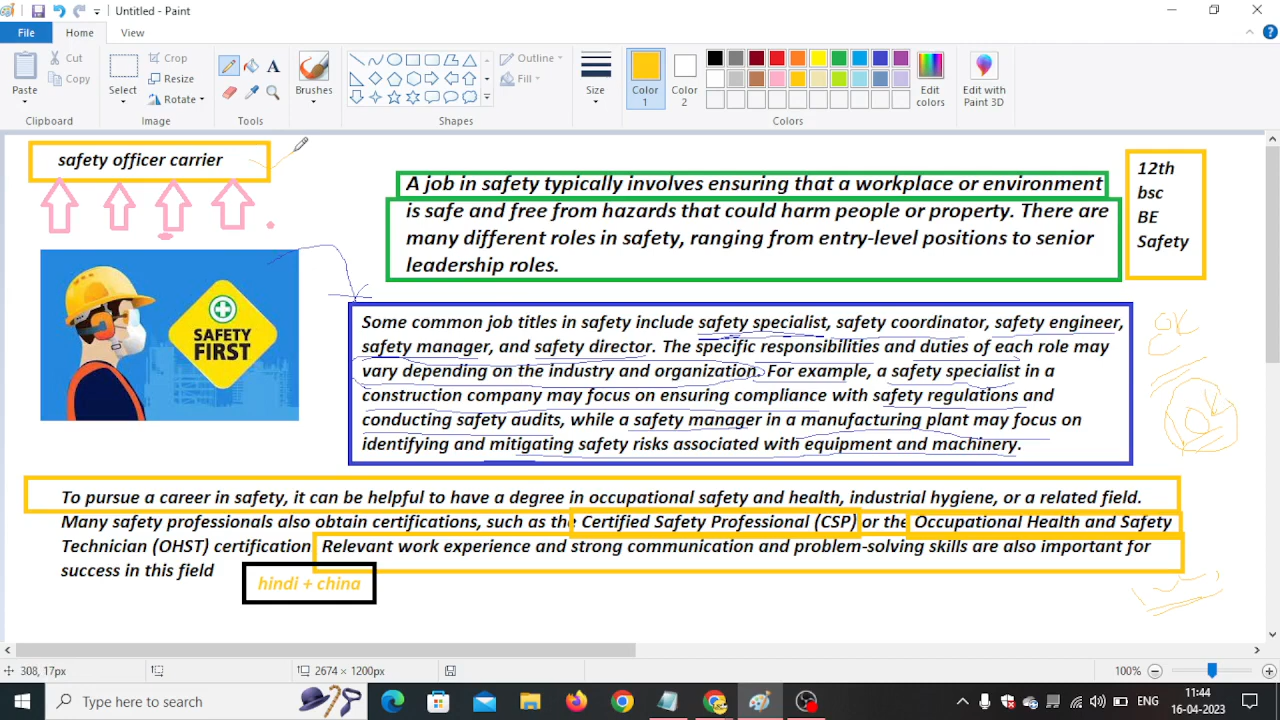 Untitled - Paint
File
Home
View
Paste
Cut
Copy
Clipboard
Select
Crop
Resize
Rotate
Image
A
Tools
Brushes
Shapes
Outline
Fill
Size
Color 1
Color 2
Edit colors
Edit with Paint 3D
Colors
safety officer carrier
A job in safety typically involves ensuring that a workplace or environment
is safe and free from hazards that could harm people or property. There are
many different roles in safety, ranging from entry-level positions to senior
leadership roles.
12th
bsc
BE
Safety
SAFETY
FIRST
Some common job titles in safety include safety specialist, safety coordinator, safety engineer,
safety manager, and safety director. The specific responsibilities and duties of each role may
vary depending on the industry and organization. For example, a safety specialist in a
construction company may focus on ensuring compliance with safety regulations and
conducting safety audits, while a safety manager in a manufacturing plant may focus on
identifying and mitigating safety risks associated with equipment and machinery.
To pursue a career in safety, it can be helpful to have a degree in occupational safety and health, industrial hygiene, or a related field.
Many safety professionals also obtain certifications, such as the Certified Safety Professional (CSP) or the Occupational Health and Safety
Technician (OHST) certification Relevant work experience and strong communication and problem-solving skills are also important for
success in this field
hindi + china
308, 17px
2674 × 1200px
100%
Type here to search
ENG
11:44
16-04-2023